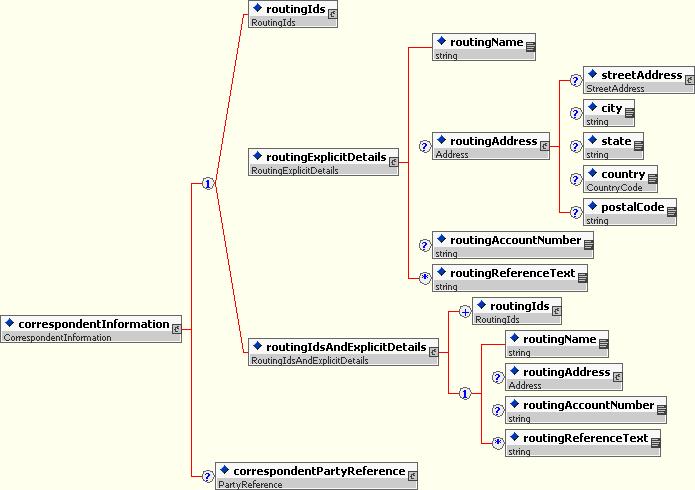 routingIds
RoutingIds
routingName
string
streetAddress
StreetAddress
?
city
string
?
routingExplicitDetails
RoutingExplicitDetails
routingAddress
Address
?
state
string
?
1
country
CountryCode
?
postalCode
string
?
routingAccountNumber
string
?
routingReferenceText
string
*
correspondentInformation
CorrespondentInformation
routingIdsAndExplicitDetails
RoutingIdsAndExplicitDetails
routingIds
RoutingIds
+
routingName
string
routingAddress
Address
?
1
routingAccountNumber
string
?
routingReferenceText
string
*
correspondentPartyReference
PartyReference
?